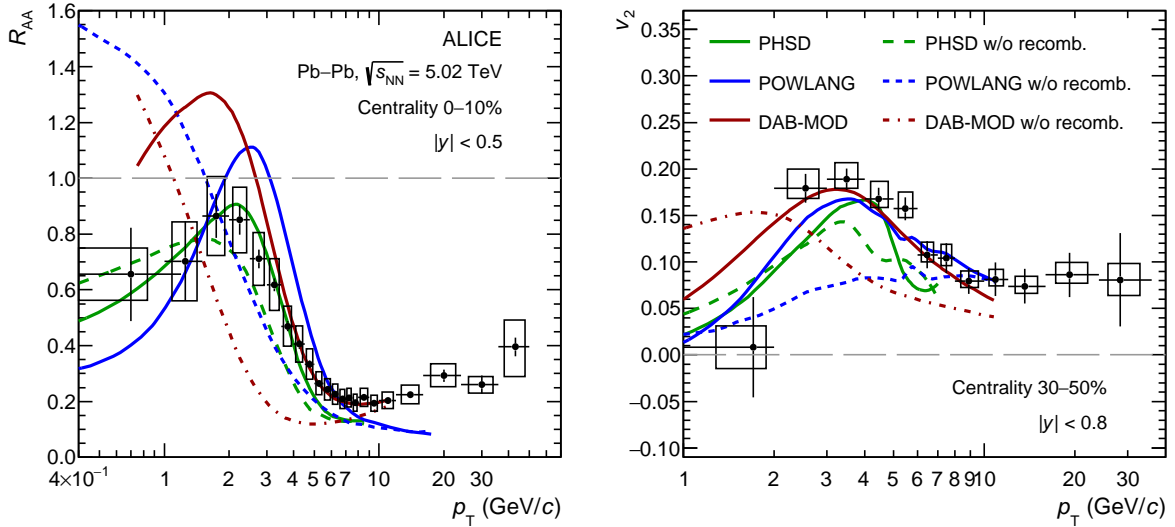 R_AA
1.6
1.4
1.2
1.0
0.8
0.6
0.4
0.2
0.0
ALICE
Pb–Pb, √s_NN = 5.02 TeV
Centrality 0–10%
|y| < 0.5
4×10⁻¹ 1 2 3 4 5 6 7 10 20 30
p_T (GeV/c)
v_2
0.35
0.30
0.25
0.20
0.15
0.10
0.05
0.00
−0.05
−0.10
PHSD PHSD w/o recomb.
POWLANG POWLANG w/o recomb.
DAB-MOD DAB-MOD w/o recomb.
Centrality 30–50%
|y| < 0.8
1 2 3 4 5 6 7 8 910 20 30
p_T (GeV/c)